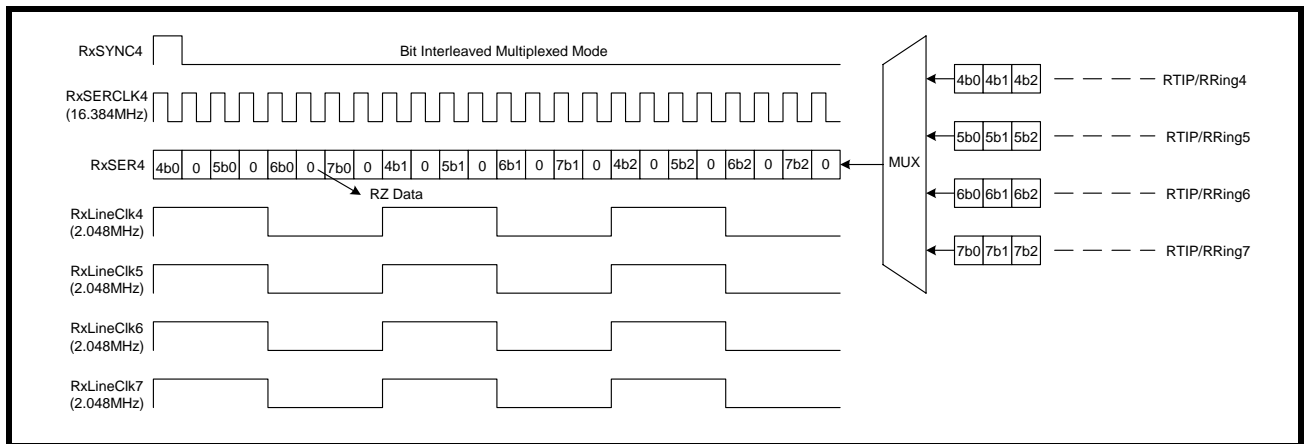 RxSYNC4
Bit Interleaved Multiplexed Mode
RxSERCLK4
(16.384MHz)
RxSER4
4b0 0 5b0 0 6b0 0 7b0 0 4b1 0 5b1 0 6b1 0 7b1 0 4b2 0 5b2 0 6b2 0 7b2 0
RZ Data
RxLineClk4
(2.048MHz)
RxLineClk5
(2.048MHz)
RxLineClk6
(2.048MHz)
RxLineClk7
(2.048MHz)
MUX
4b0 4b1 4b2 RTIP/RRing4
5b0 5b1 5b2 RTIP/RRing5
6b0 6b1 6b2 RTIP/RRing6
7b0 7b1 7b2 RTIP/RRing7